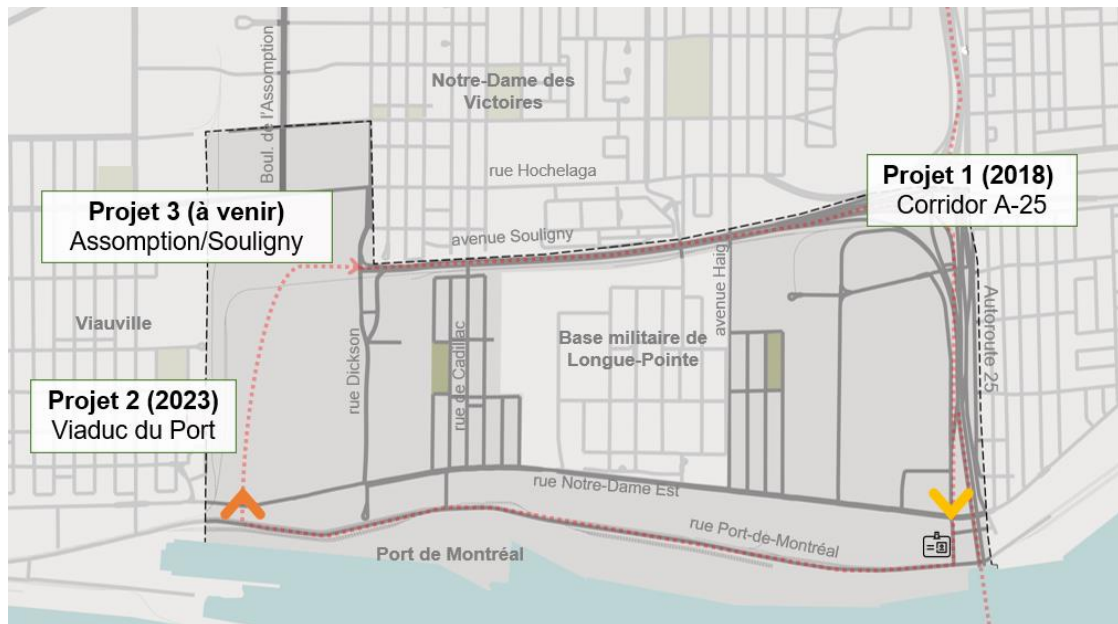 Boul. de l'Assomption
Notre-Dame des
Victoires
rue Hochelaga
Projet 1 (2018)
Corridor A-25
Projet 3 (à venir)
Assomption/Souligny
avenue Souligny
avenue Haig
Autoroute 25
Viauville
rue Dickson
rue de Cadillac
Base militaire de
Longue-Pointe
Projet 2 (2023)
Viaduc du Port
rue Notre-Dame Est
rue Port-de-Montréal
Port de Montréal